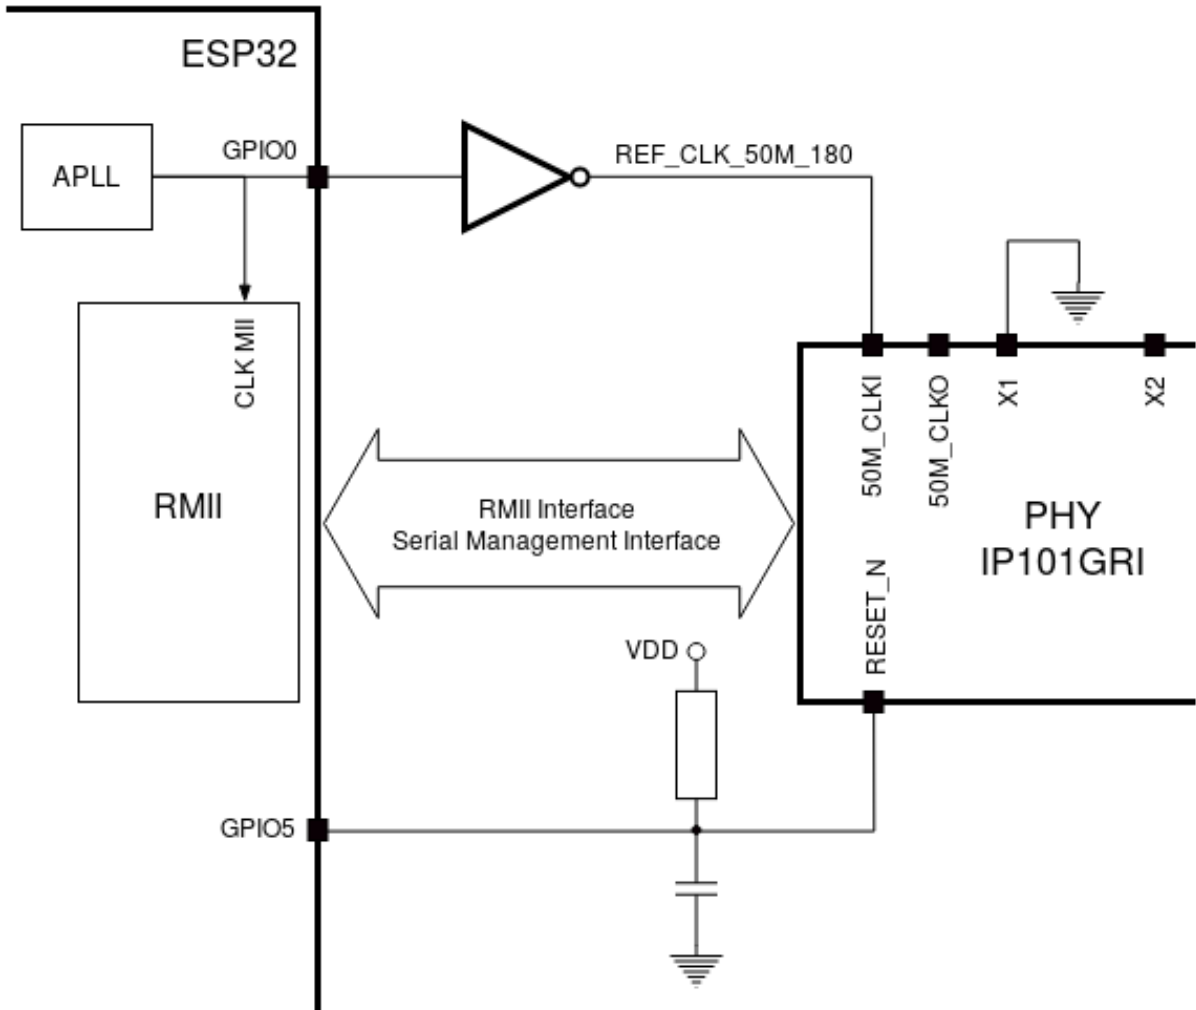 ESP32
GPIO0
APLL
REF_CLK_50M_180
CLK MII
RMII
RMII Interface
Serial Management Interface
50M_CLKI
50M_CLKO
X1
X2
PHY
IP101GRI
RESET_N
VDD
GPIO5